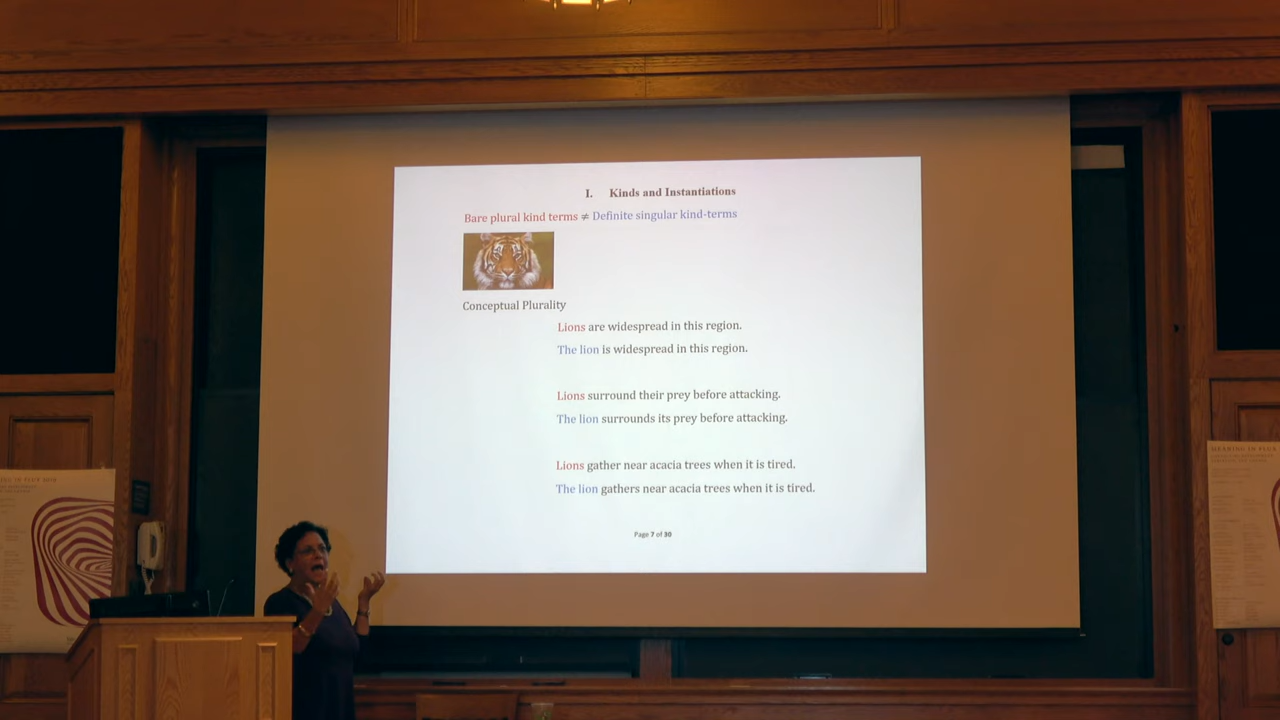 I. Kinds and Instantiations
Bare plural kind terms ≠ Definite singular kind-terms
Conceptual Plurality
Lions are widespread in this region.
The lion is widespread in this region.
Lions surround their prey before attacking.
The lion surrounds its prey before attacking.
Lions gather near acacia trees when it is tired.
The lion gathers near acacia trees when it is tired.
Page 7 of 30